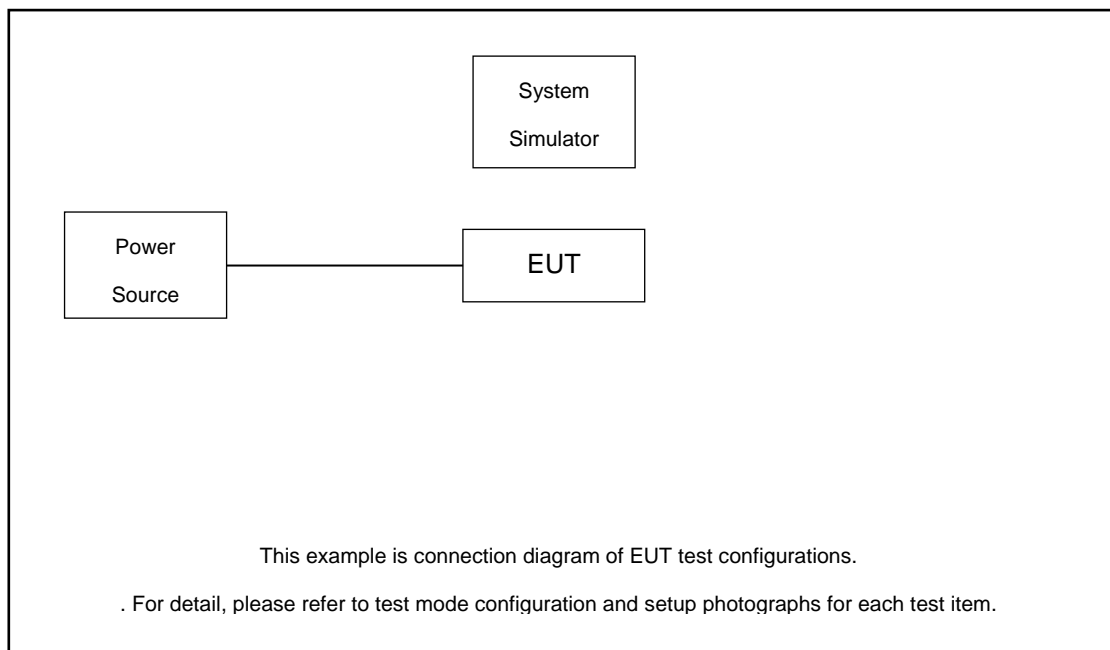 System
Simulator
Power
Source
EUT
This example is connection diagram of EUT test configurations.
. For detail, please refer to test mode configuration and setup photographs for each test item.